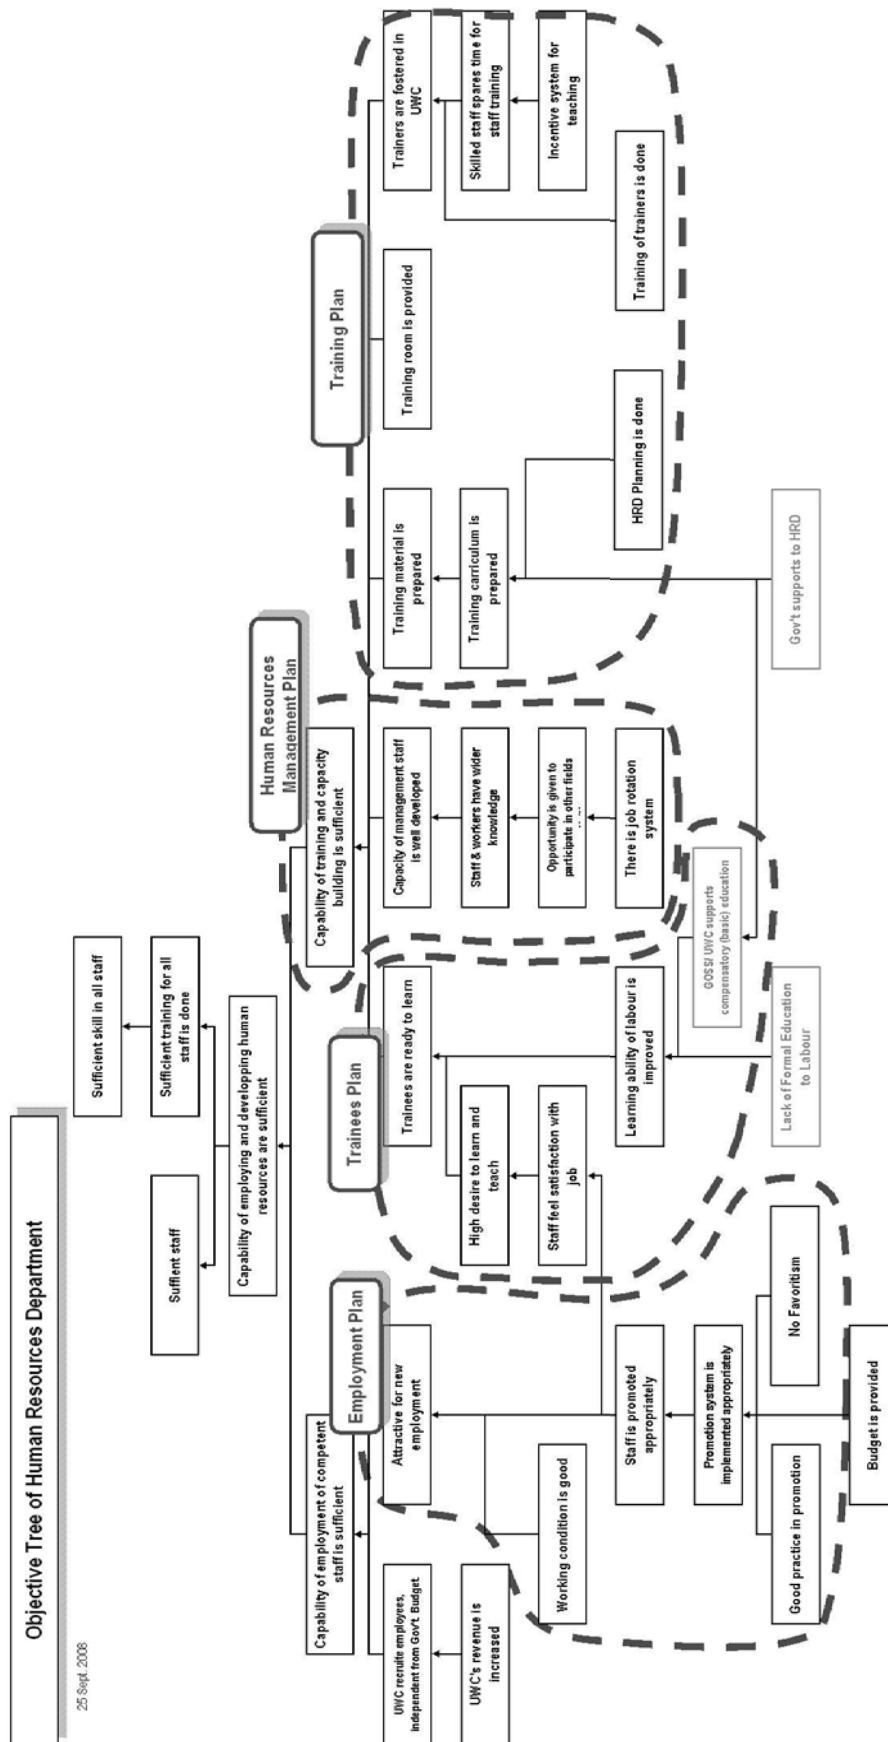 Objective Tree of Human Resources Department
25 Sept. 2008
Sufficient skill in all staff
Suffient staff
Sufficient training for all
staff is done
Capability of employing and developping human
resources are sufficient
Capability of employment of competent
staff is sufficient
Capability of training and capacity
building is sufficient
Human Resources
Management Plan
Employment Plan
Trainees Plan
Training Plan
UWC recruite employees,
independent from Gov't. Budget
Attractive for new
employment
Trainees are ready to learn
Capacity of management staff
is well developed
Training material is
prepared
Training room is provided
Trainers are fostered in
UWC
UWC's revenue is
increased
High desire to learn and
teach
Staff & workers have wider
knowledge
Training carriculum is
prepared
Skilled staff spares time for
staff training
Working condition is good
Staff feel satisfaction with
job
Opportunity is given to
participate in other fields
Incentive system for
teaching
Staff is promoted
appropriately
Learning ability of labour is
improved
There is job rotation
system
HRD Planning is done
Training of trainers is done
Promotion system is
implemented appropriately
GOSS/ UWC supports
compensatory (basic) education
Good practice in promotion
No Favoritism
Lack of Formal Education
to Labour
Gov't supports to HRD
Budget is provided